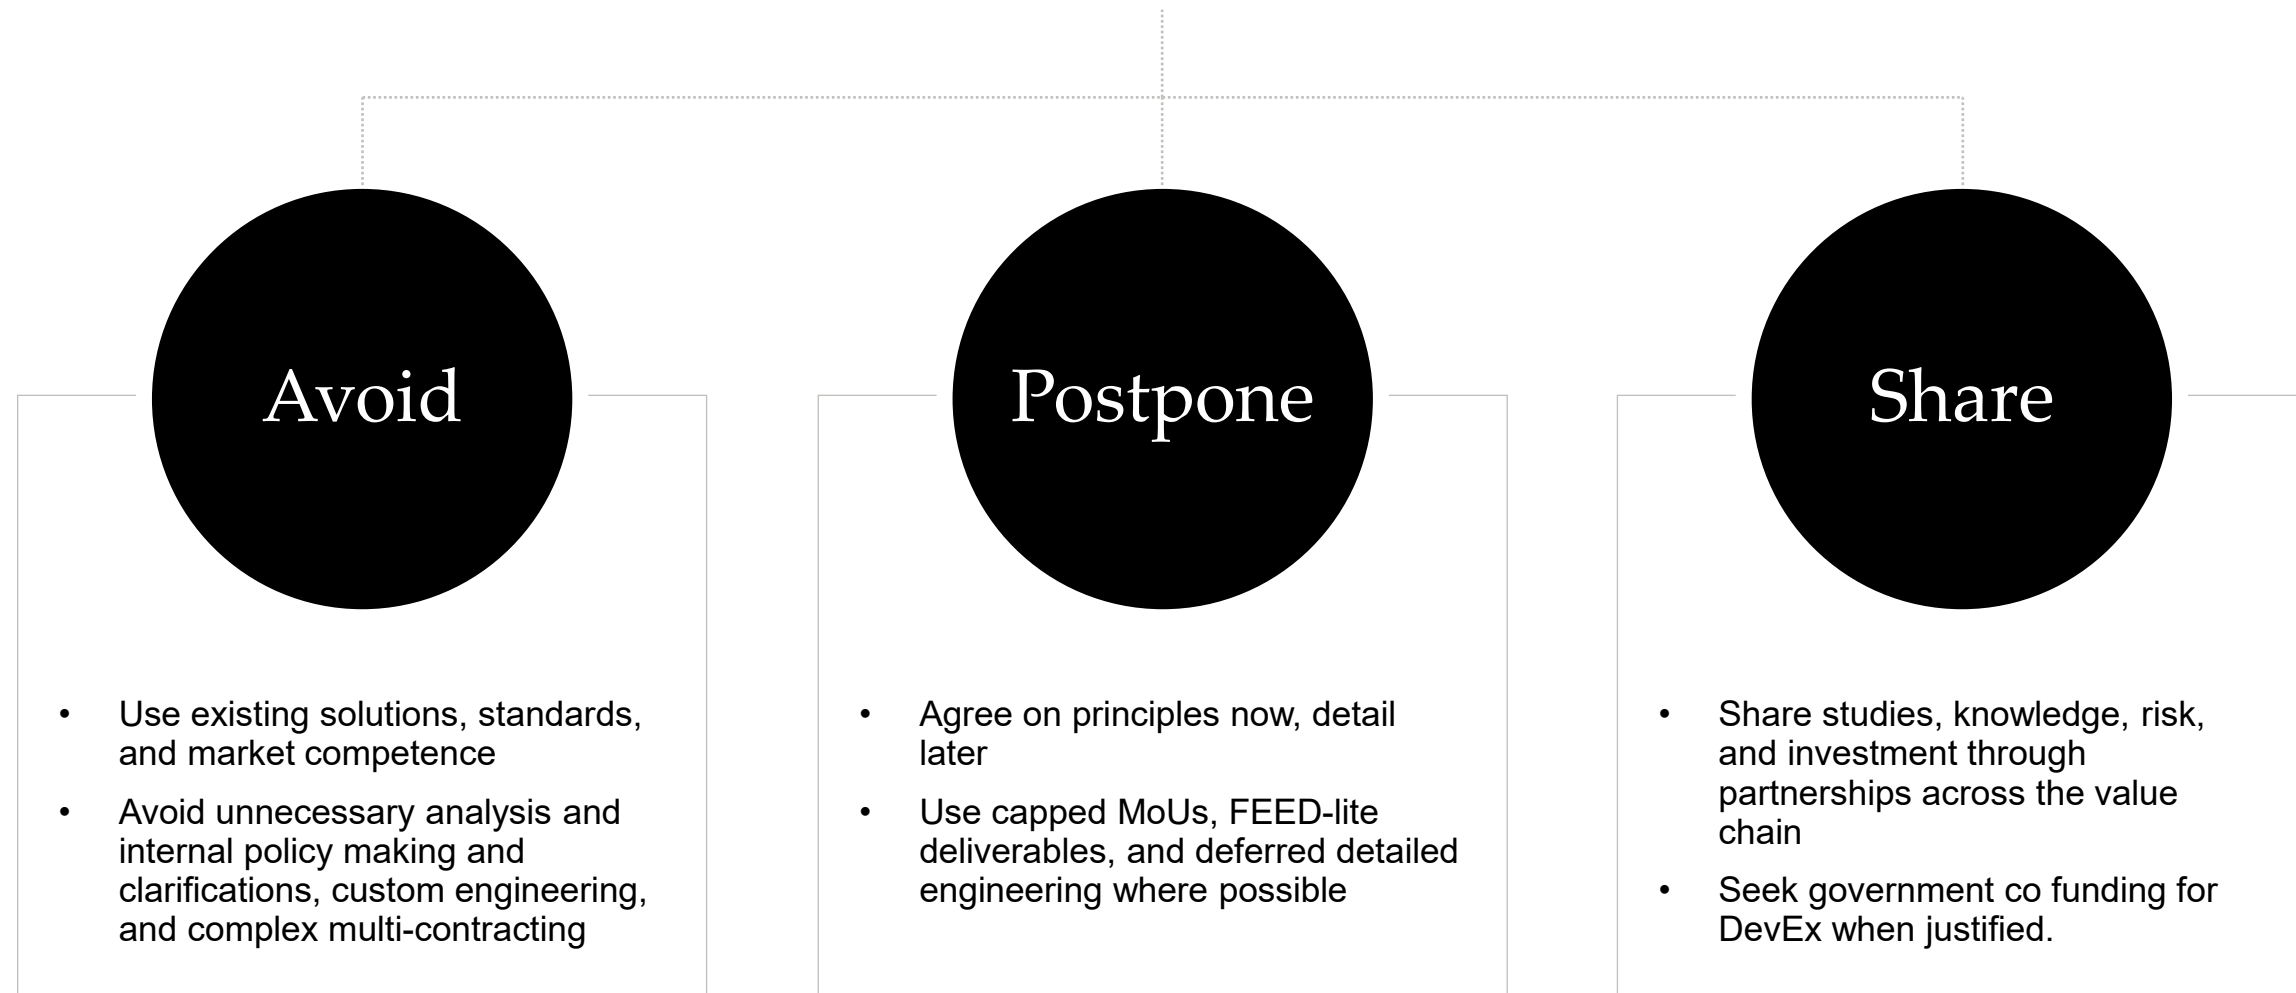 Avoid
• Use existing solutions, standards,
and market competence
• Avoid unnecessary analysis and
internal policy making and
clarifications, custom engineering,
and complex multi-contracting
Postpone
• Agree on principles now, detail
later
• Use capped MoUs, FEED-lite
deliverables, and deferred detailed
engineering where possible
Share
• Share studies, knowledge, risk,
and investment through
partnerships across the value
chain
• Seek government co funding for
DevEx when justified.